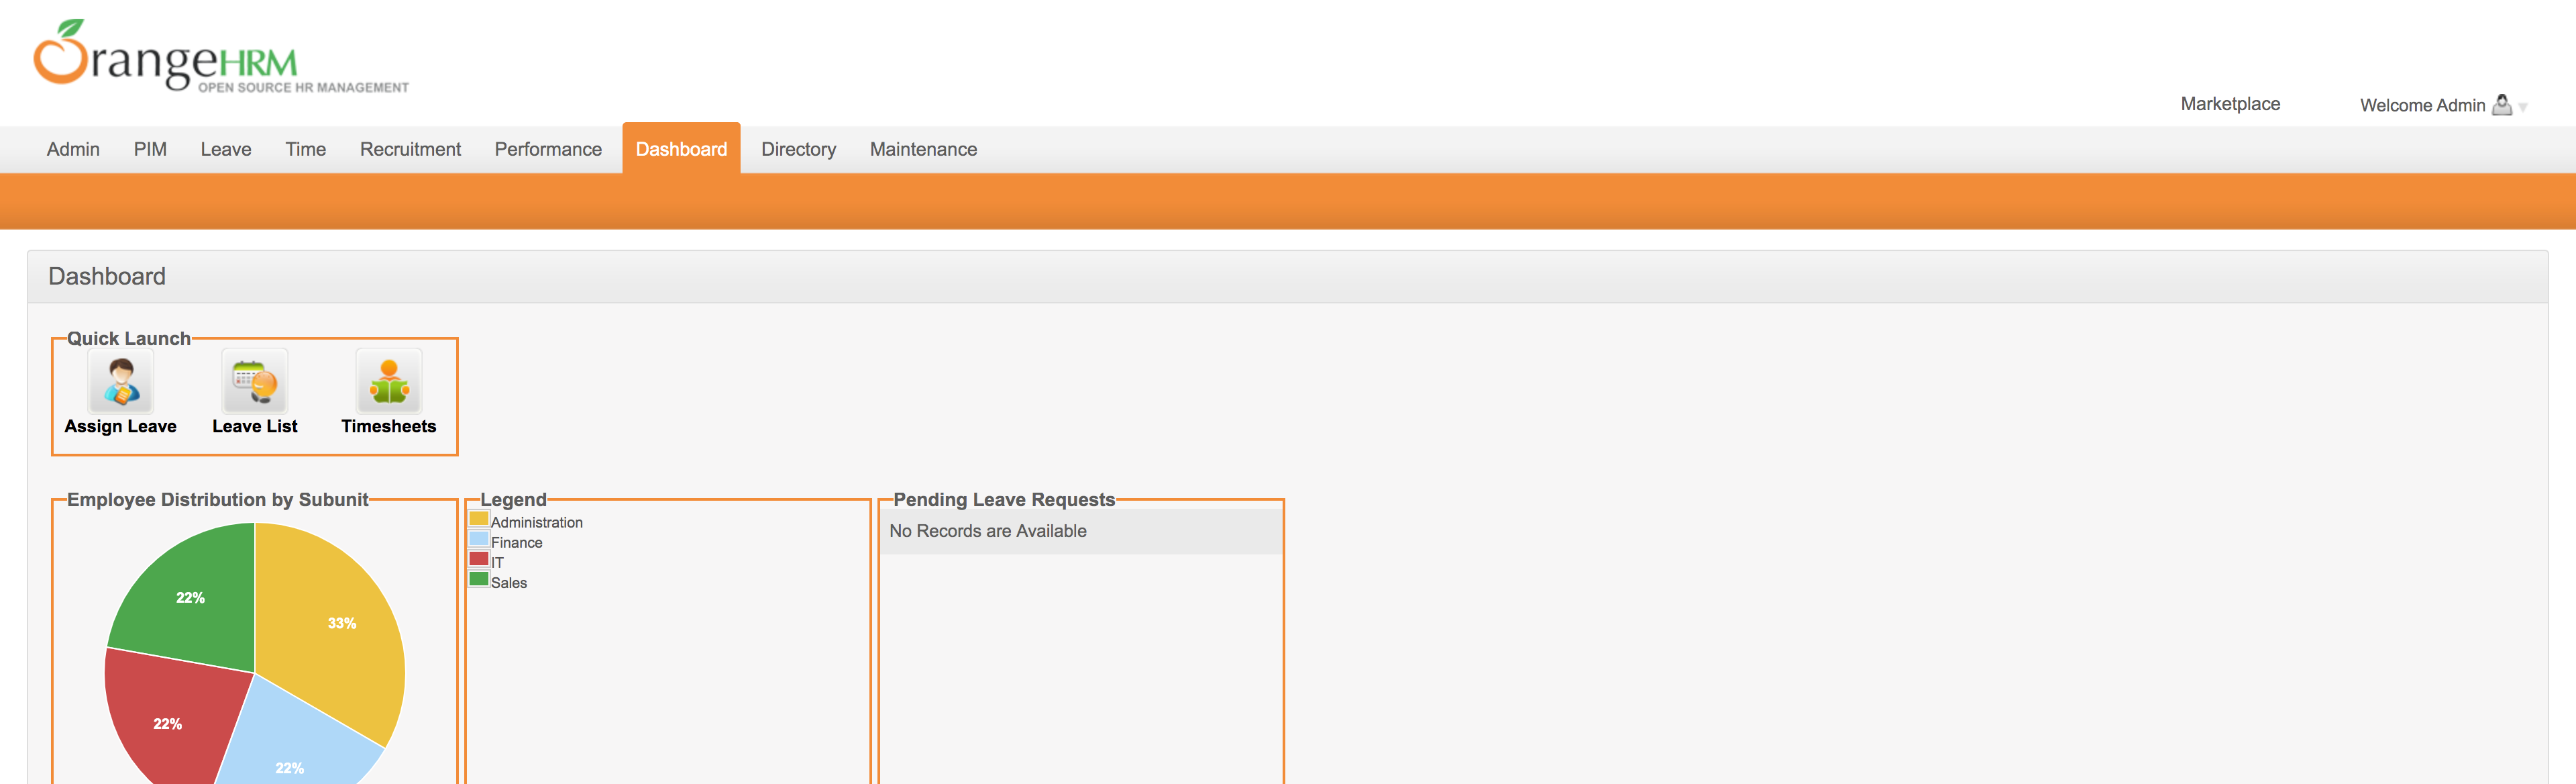 OrangeHRM
OPEN SOURCE HR MANAGEMENT
Marketplace
Welcome Admin
Admin PIM Leave Time Recruitment Performance Dashboard Directory Maintenance
Dashboard
Quick Launch
Assign Leave Leave List Timesheets
Employee Distribution by Subunit
22%
33%
22%
22%
Legend
Administration
Finance
IT
Sales
Pending Leave Requests
No Records are Available